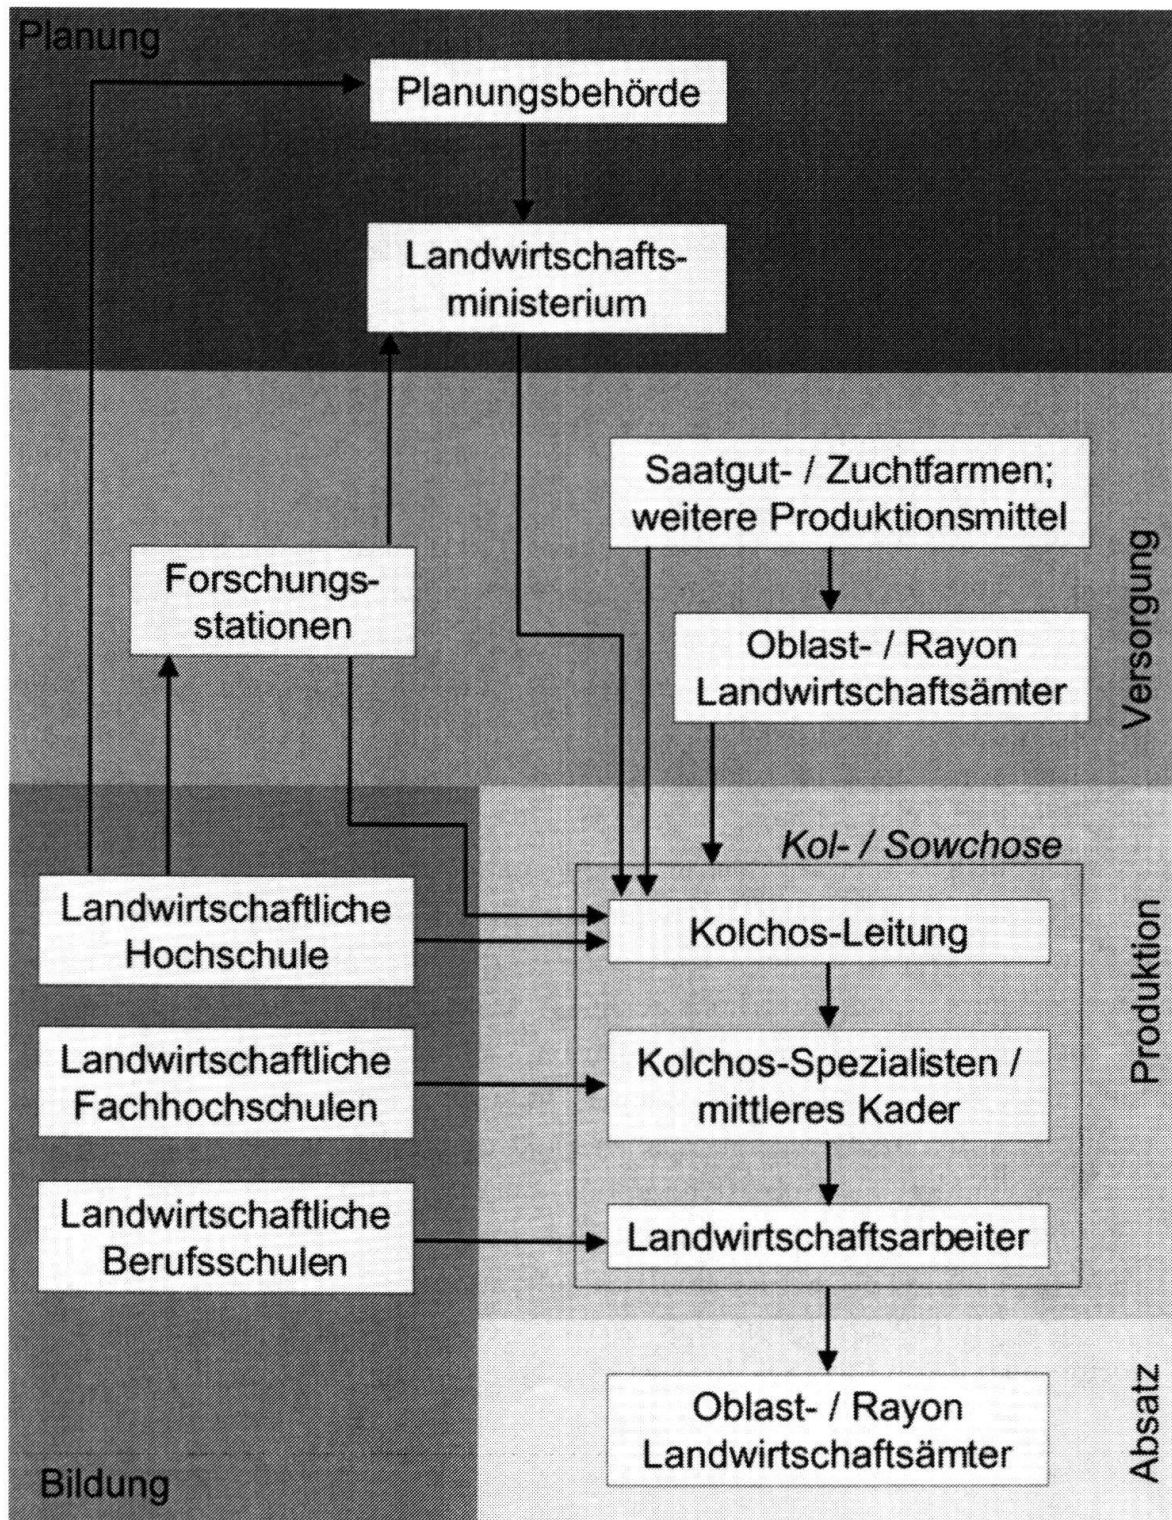 Planung
Planungsbehörde
Landwirtschafts-
ministerium
Saatgut- / Zuchtfarmen;
weitere Produktionsmittel
Forschungs-
stationen
Oblast- / Rayon
Landwirtschaftsämter
Versorgung
Kol- / Sowchose
Landwirtschaftliche
Hochschule
Kolchos-Leitung
Landwirtschaftliche
Fachhochschulen
Kolchos-Spezialisten /
mittleres Kader
Produktion
Landwirtschaftliche
Berufsschulen
Landwirtschaftsarbeiter
Oblast- / Rayon
Landwirtschaftsämter
Absatz
Bildung